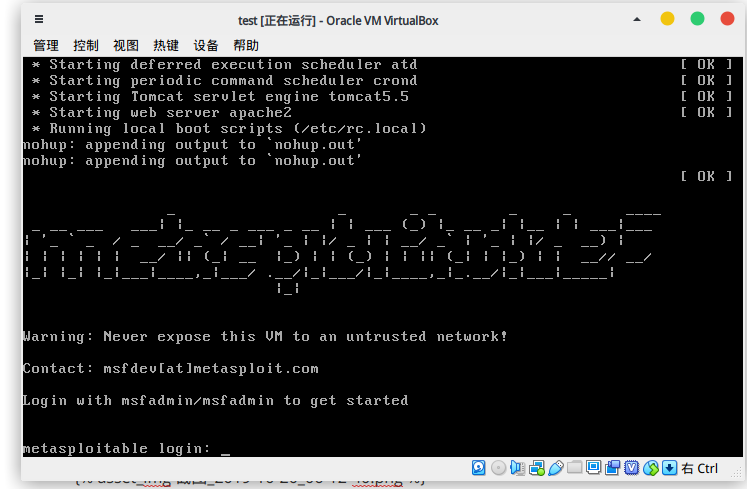 test [正在运行] - Oracle VM VirtualBox
管理 控制 视图 热键 设备 帮助
* Starting deferred execution scheduler atd [ OK ]
* Starting periodic command scheduler crond [ OK ]
* Starting Tomcat servlet engine tomcat5.5 [ OK ]
* Starting web server apache2 [ OK ]
* Running local boot scripts (/etc/rc.local)
nohup: appending output to `nohup.out'
nohup: appending output to `nohup.out'
[ OK ]
metasploitable2
Warning: Never expose this VM to an untrusted network!
Contact: msfdev[at]metasploit.com
Login with msfadmin/msfadmin to get started
metasploitable login: _
右 Ctrl